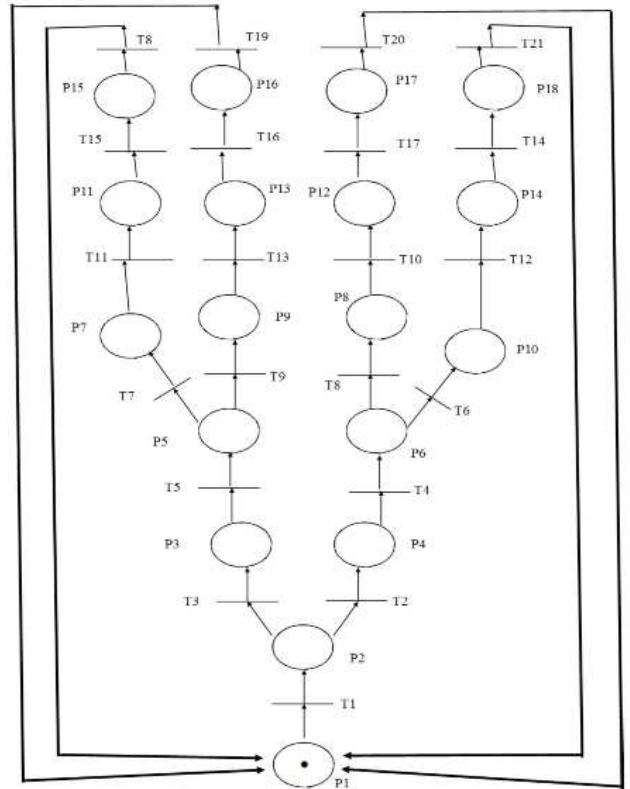 T8 T19 T20 T21
P15 P16 P17 P18
T15 T16 T17 T14
P11 P13 P12 P14
T11 T13 T10 T12
P7 P9 P8 P10
T7 T9 T8 T6
P5 P6
T5 T4
P3 P4
T3 T2
P2
T1
P1